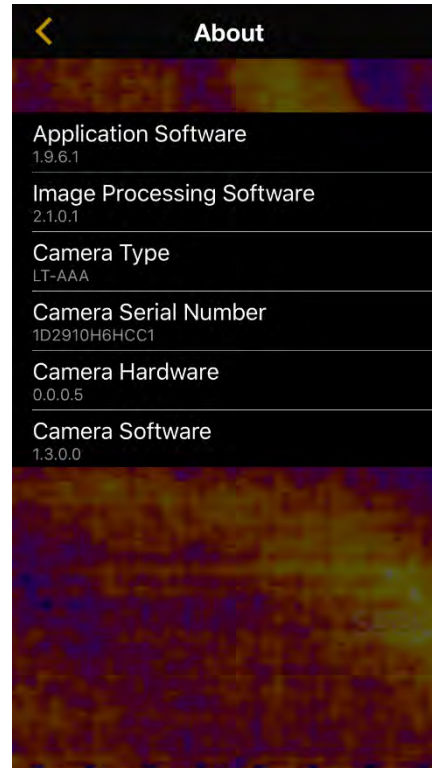 About
Application Software
1.9.6.1
Image Processing Software
2.1.0.1
Camera Type
LT-AAA
Camera Serial Number
1D2910H6HCC1
Camera Hardware
0.0.0.5
Camera Software
1.3.0.0